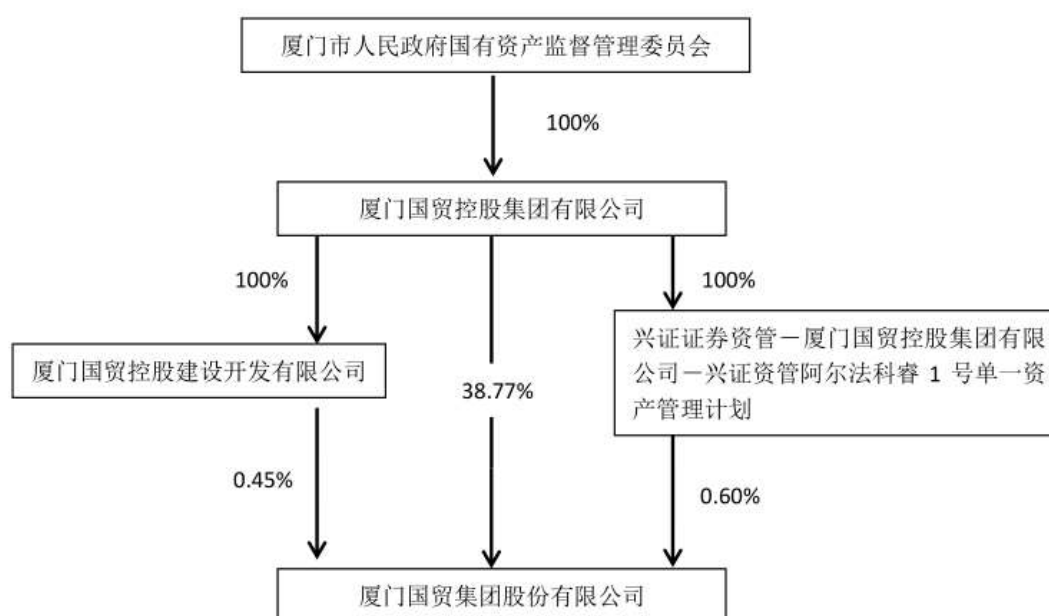 厦门市人民政府国有资产监督管理委员会
100%
厦门国贸控股集团有限公司
100%
100%
厦门国贸控股建设开发有限公司
38.77%
兴证证券资管－厦门国贸控股集团有限
公司－兴证资管阿尔法科睿 1 号单一资
产管理计划
0.45%
0.60%
厦门国贸集团股份有限公司